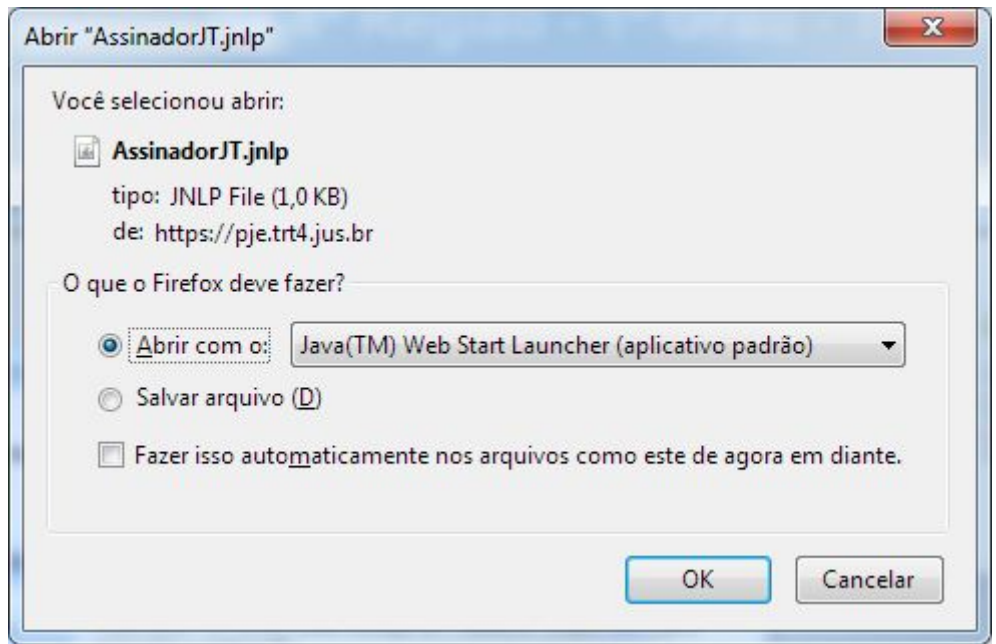 Abrir "AssinadorJT.jnlp"
Você selecionou abrir:
AssinadorJT.jnlp
tipo: JNLP File (1,0 KB)
de: https://pje.trt4.jus.br
O que o Firefox deve fazer?
Abrir com o: Java(TM) Web Start Launcher (aplicativo padrão)
Salvar arquivo (D)
Fazer isso automaticamente nos arquivos como este de agora em diante.
OK Cancelar